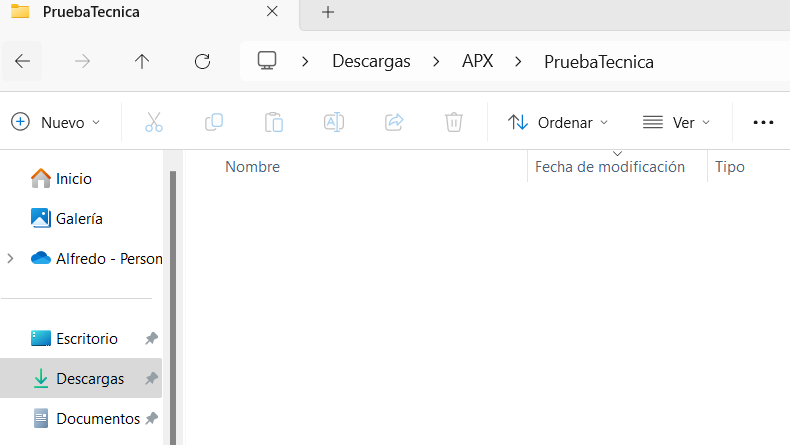 PruebaTecnica
Descargas APX PruebaTecnica
Nuevo Ordenar Ver
Nombre Fecha de modificación Tipo
Inicio
Galería
Alfredo - Person
Escritorio
Descargas
Documentos